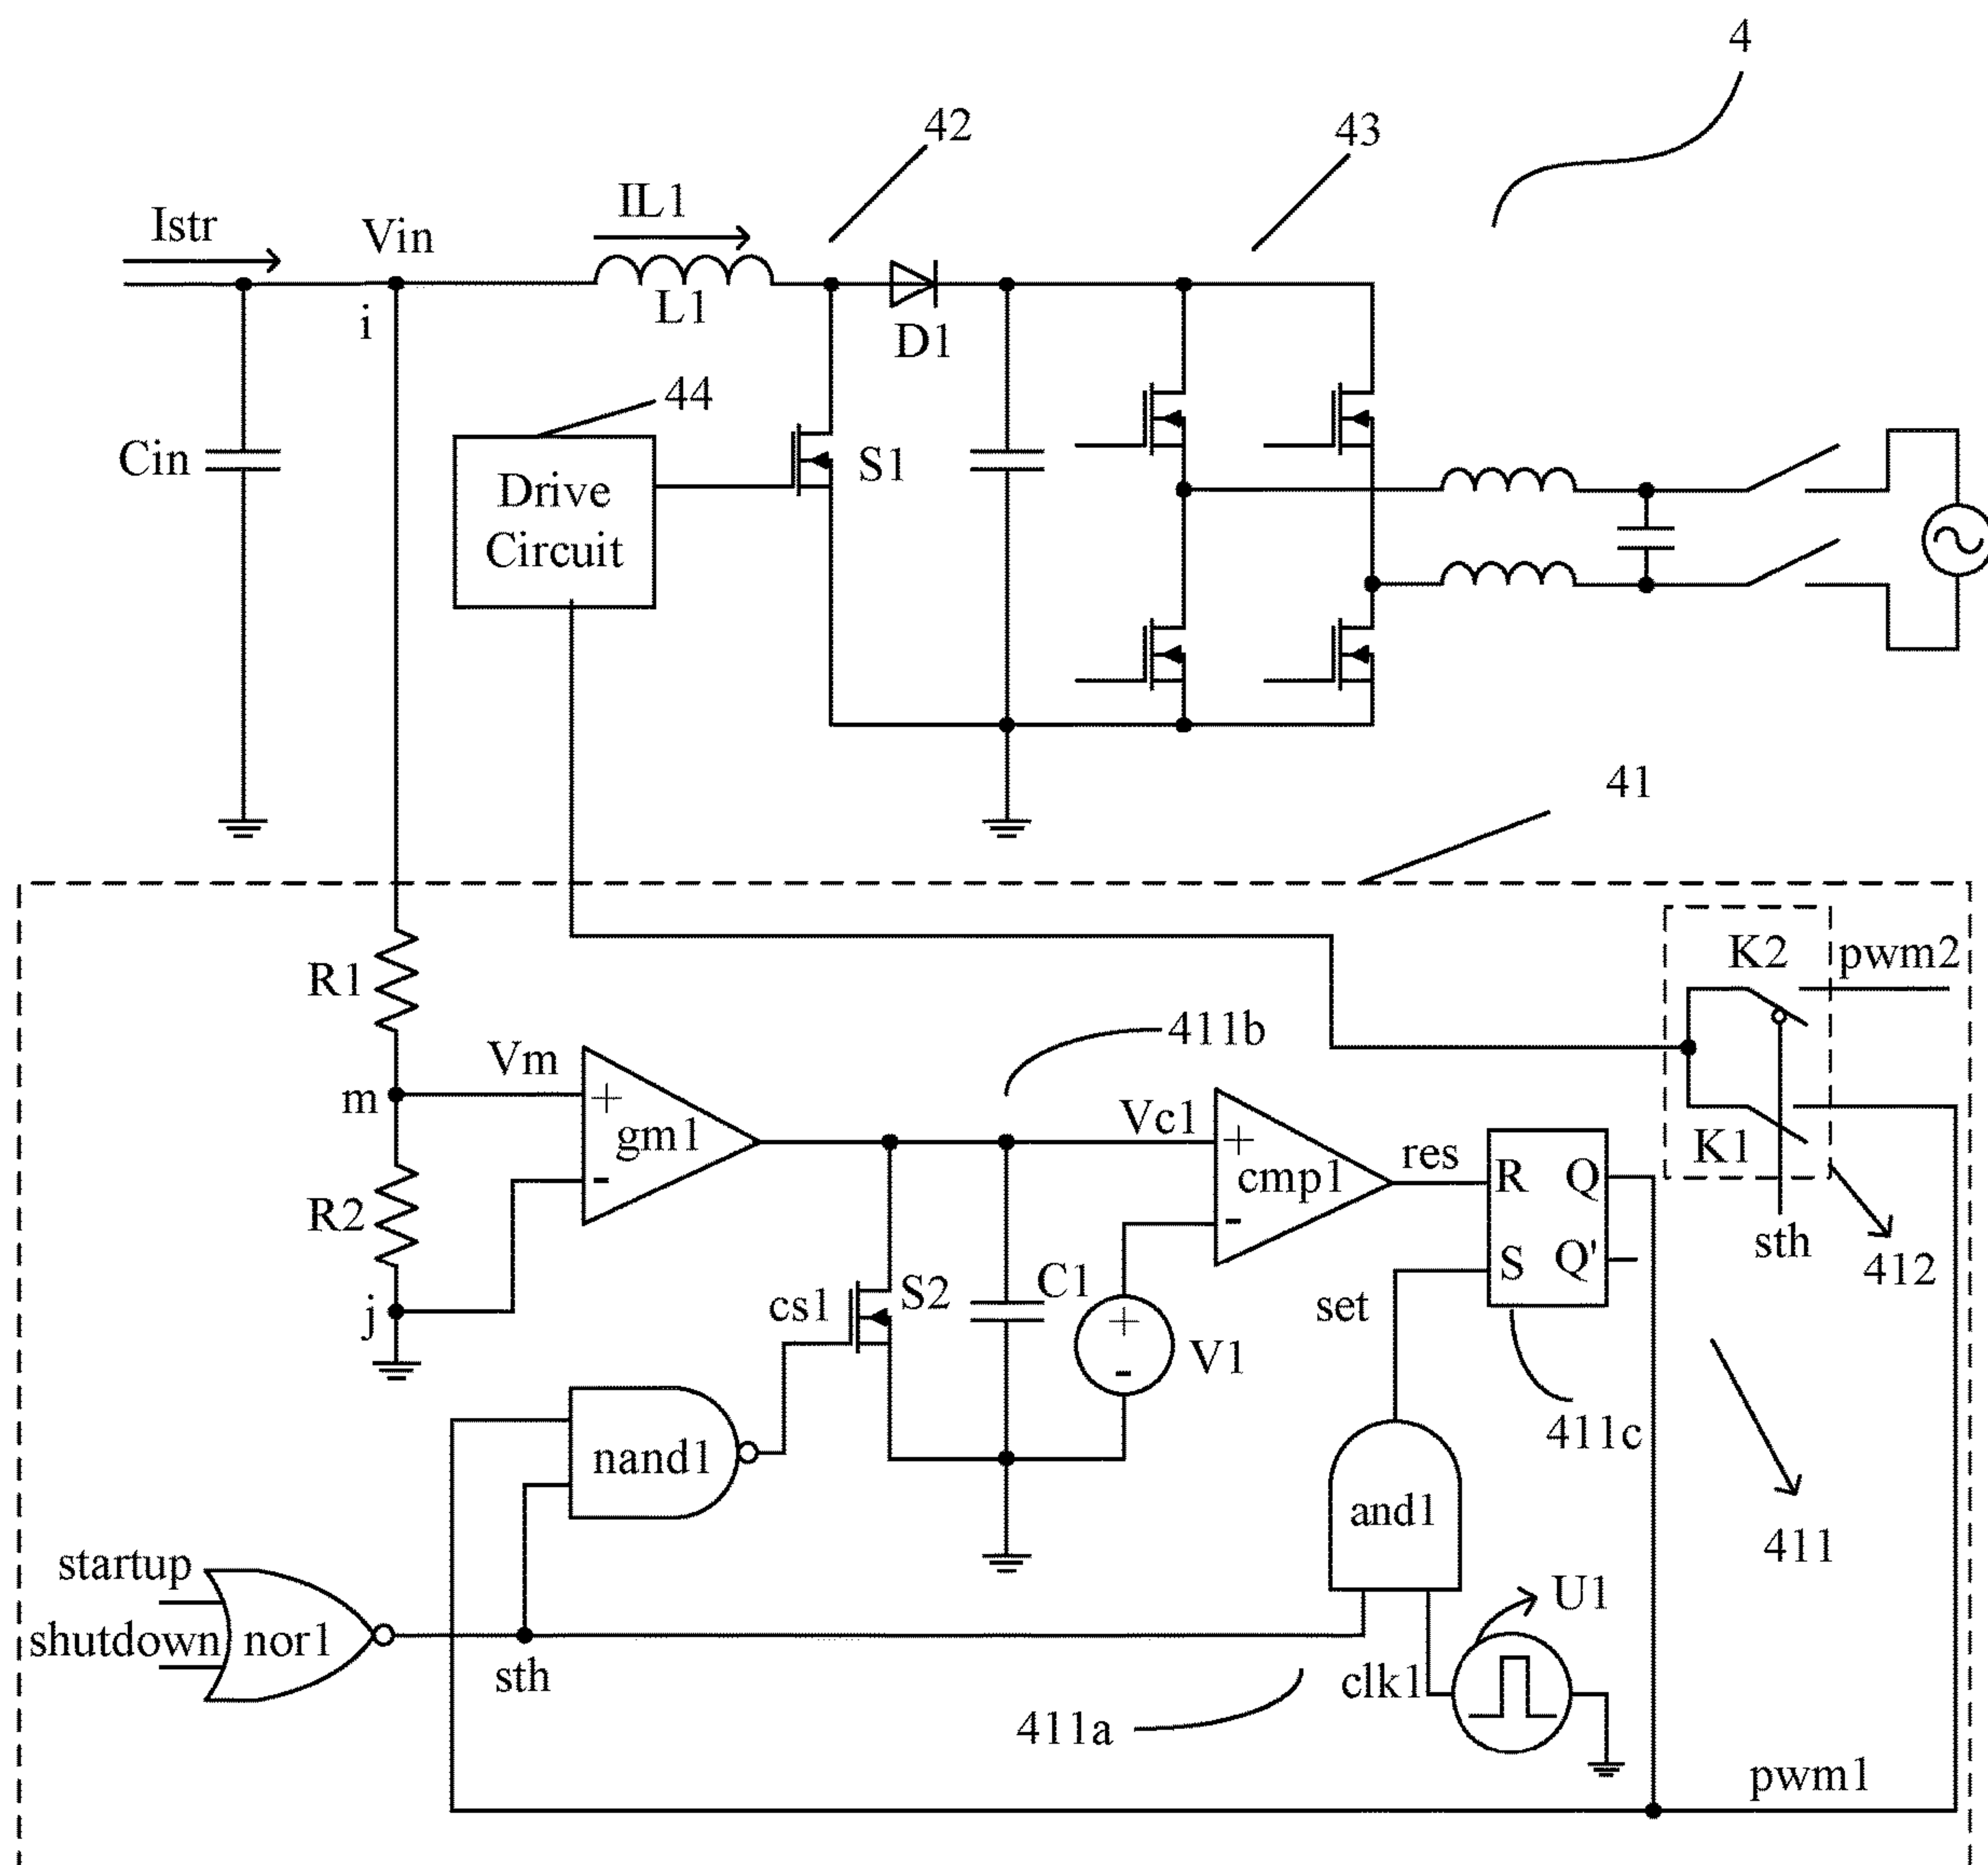 4
42
43
Istr
Vin
IL1
i
L1
D1
44
Cin
S1
Drive
Circuit
41
K2
pwm2
R1
411b
Vm
m
+
gm1
-
Vc1
+
cmp1
-
res
R
Q
S
Q'
K1
sth
412
R2
j
cs1
S2
C1
set
+
-
V1
411c
nand1
and1
411
startup
shutdown
nor1
sth
U1
clk1
411a
pwm1